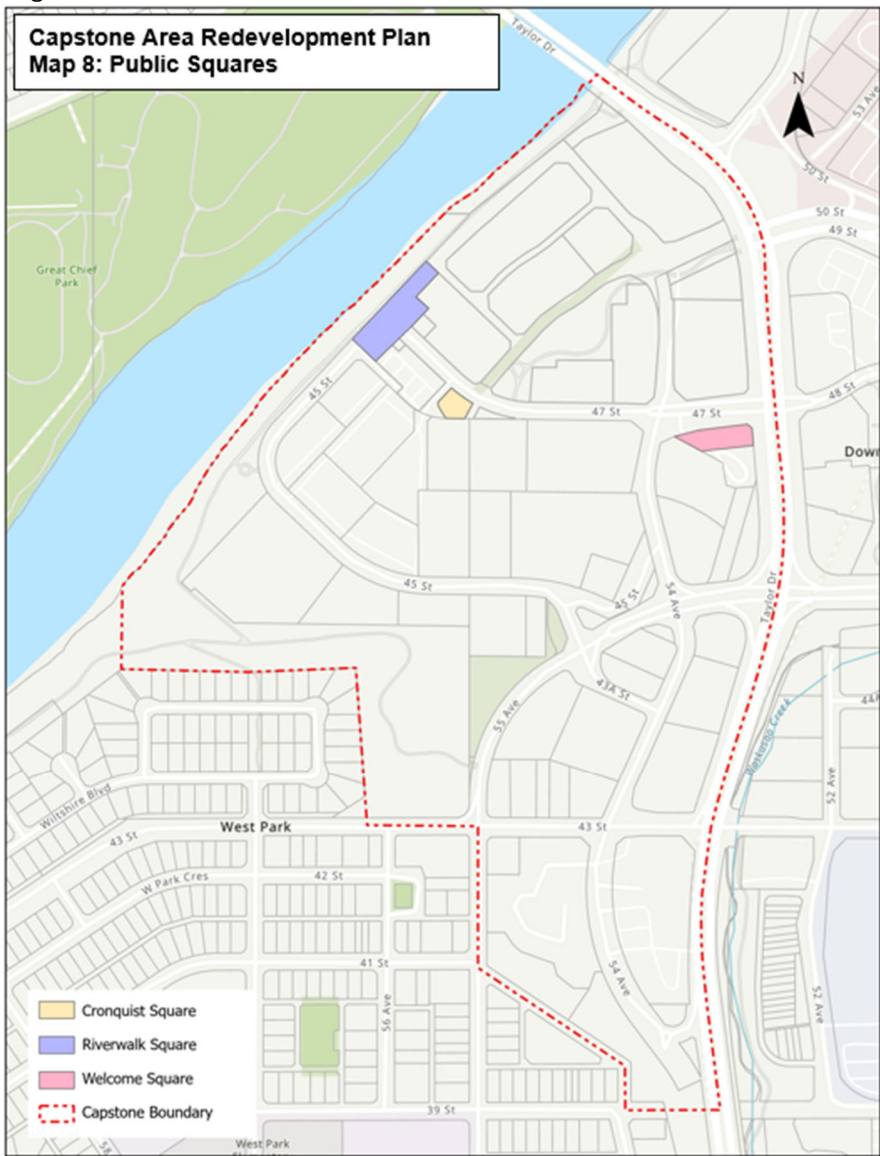 Capstone Area Redevelopment Plan
Map 8: Public Squares
Taylor Dr
N
53 Ave
50 St
50 St
49 St
Great Chief
Park
45 St
48 St
47 St
47 St
Down
45 St
45 St
54 Ave
Taylor Dr
43A St
55 Ave
Waskasoo Creek
44A
52 Ave
Wiltshire Blvd
West Park
43 St
43 St
42 St
W Park Cres
41 St
54 Ave
56 Ave
52 Ave
Cronquist Square
Riverwalk Square
Welcome Square
Capstone Boundary
39 St
West Park
58